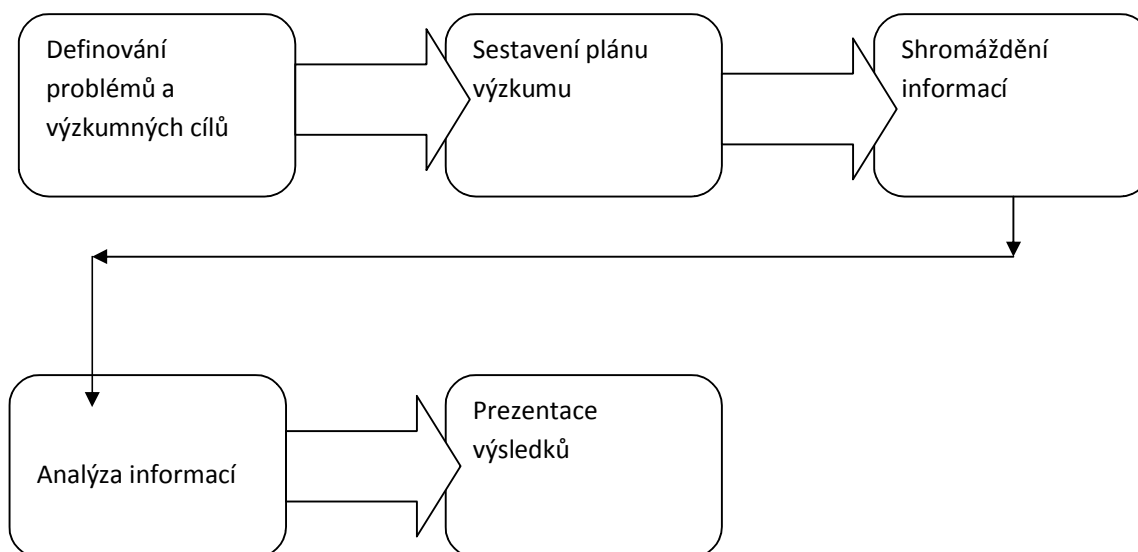 Definování
problémů a
výzkumných cílů
Sestavení plánu
výzkumu
Shromáždění
informací
Analýza informací
Prezentace
výsledků